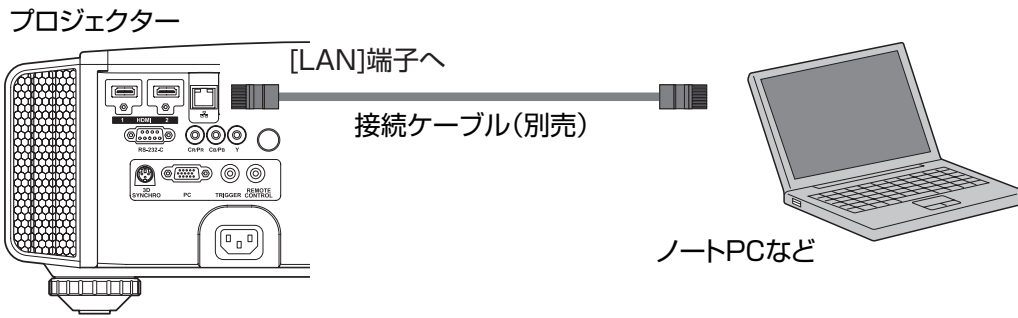 プロジェクター
[LAN]端子へ
接続ケーブル（別売）
ノートPCなど
1 HDMI 2
RS-232-C
CR/PR CB/PB Y
3D SYNCHRO
PC
TRIGGER
REMOTE CONTROL